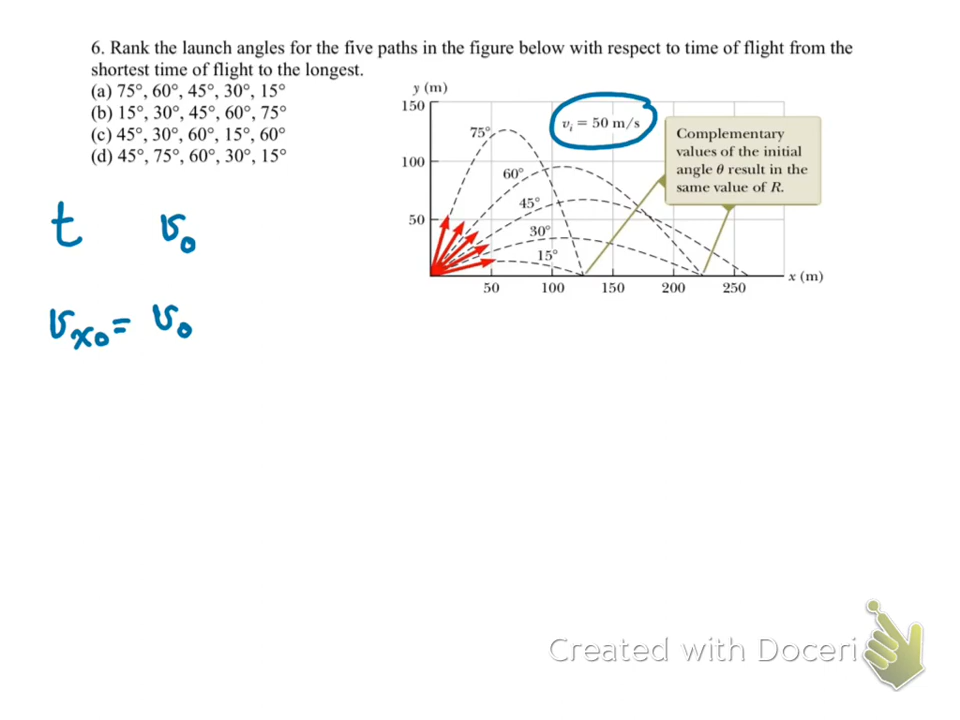 6. Rank the launch angles for the five paths in the figure below with respect to time of flight from the
shortest time of flight to the longest.
(a) 75°, 60°, 45°, 30°, 15°
(b) 15°, 30°, 45°, 60°, 75°
(c) 45°, 30°, 60°, 15°, 60°
(d) 45°, 75°, 60°, 30°, 15°
y (m)
150
100
50
75°
60°
45°
30°
15°
vᵢ = 50 m/s
Complementary
values of the initial
angle θ result in the
same value of R.
50 100 150 200 250
x (m)
t v₀
vₓ₀ = v₀
Created with Doceri